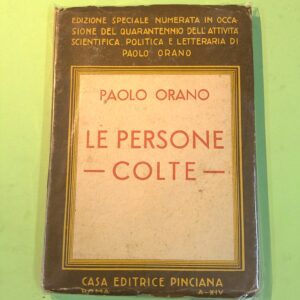 EDIZIONE SPECIALE NUMERATA IN OCCA
SIONE DEL QUARANTENNIO DELL'ATTIVITÀ
SCIENTIFICA, POLITICA E LETTERARIA DI
PAOLO ORANO
PAOLO ORANO
LE PERSONE
— COLTE —
CASA EDITRICE PINCIANA
ROMA A-XIV